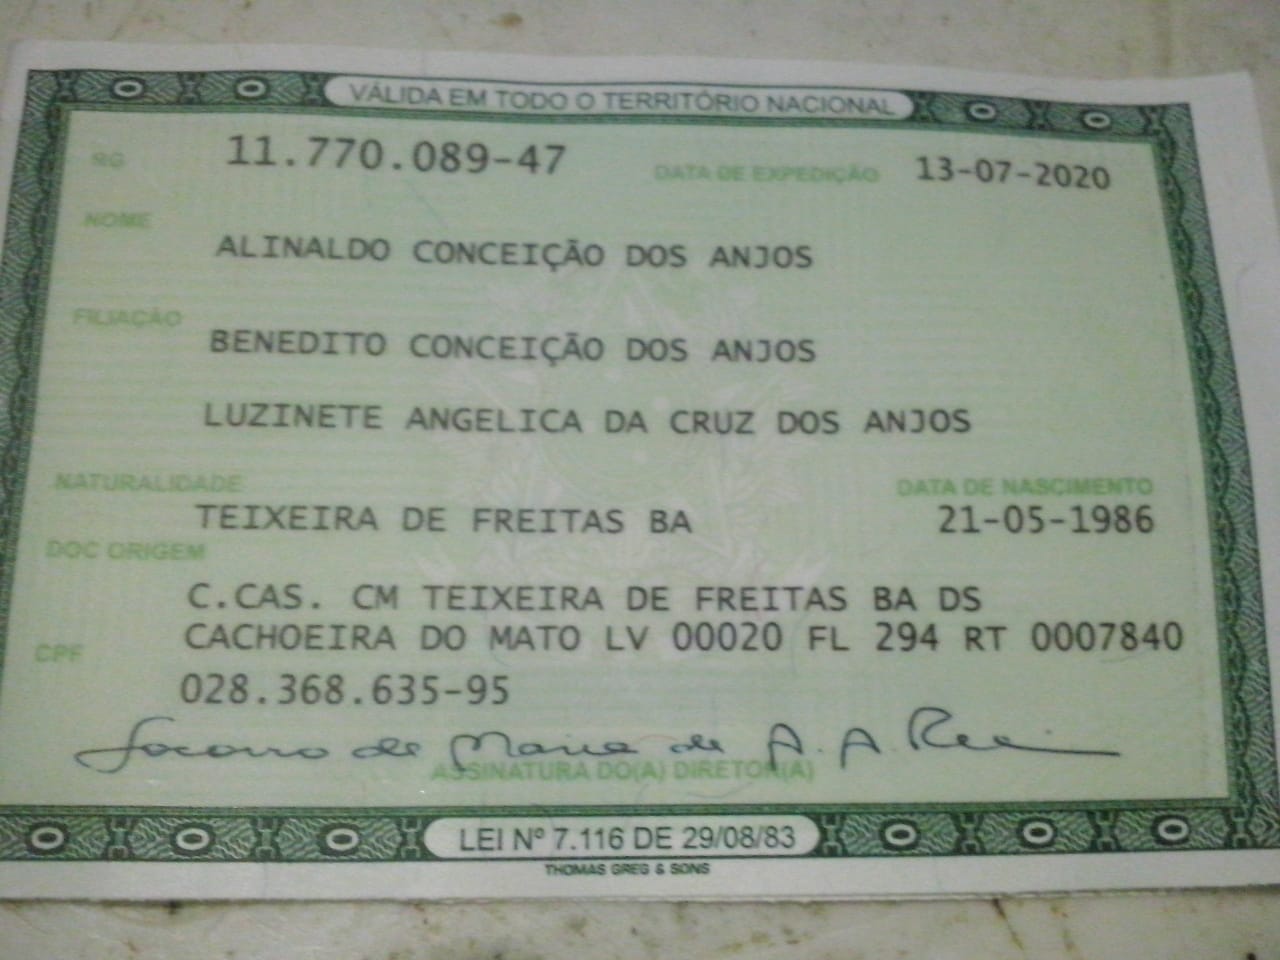 VÁLIDA EM TODO O TERRITÓRIO NACIONAL
RG 11.770.089-47 DATA DE EXPEDIÇÃO 13-07-2020
NOME
ALINALDO CONCEIÇÃO DOS ANJOS
FILIAÇÃO
BENEDITO CONCEIÇÃO DOS ANJOS
LUZINETE ANGELICA DA CRUZ DOS ANJOS
NATURALIDADE DATA DE NASCIMENTO
TEIXEIRA DE FREITAS BA 21-05-1986
DOC ORIGEM
C.CAS. CM TEIXEIRA DE FREITAS BA DS
CACHOEIRA DO MATO LV 00020 FL 294 RT 0007840
CPF
028.368.635-95
Socorro de Maria de A. A.
ASSINATURA DO(A) DIRETOR(A)
LEI Nº 7.116 DE 29/08/83
THOMAS GREG & SONS